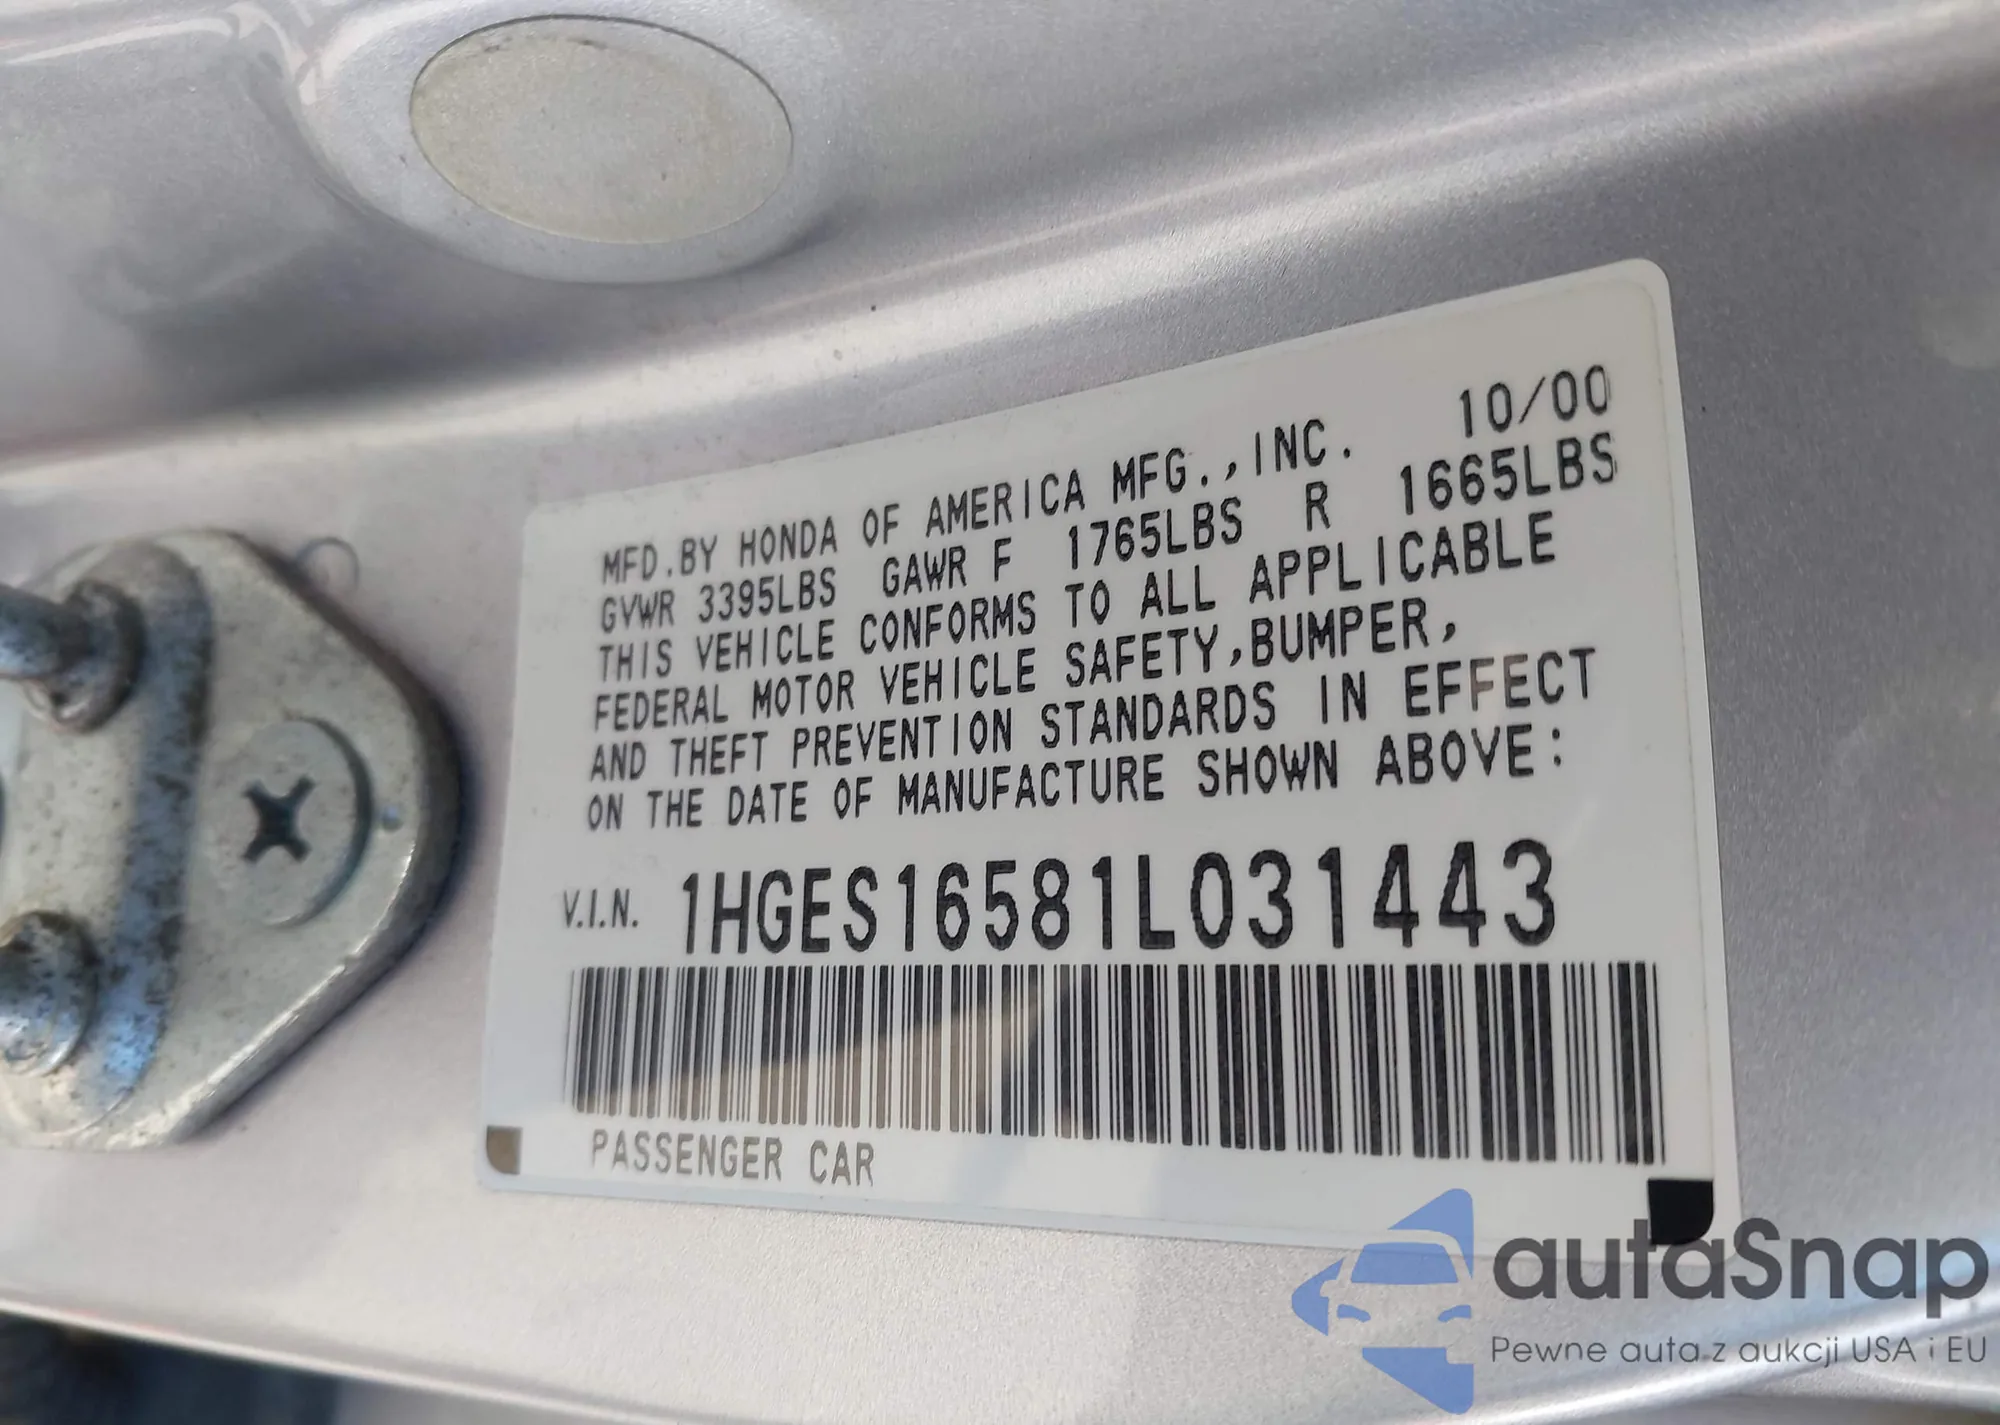 MFD.BY HONDA OF AMERICA MFG.,INC. 10/00
GVWR 3395LBS GAWR F 1765LBS R 1665LBS
THIS VEHICLE CONFORMS TO ALL APPLICABLE
FEDERAL MOTOR VEHICLE SAFETY,BUMPER,
AND THEFT PREVENTION STANDARDS IN EFFECT
ON THE DATE OF MANUFACTURE SHOWN ABOVE:
V.I.N. 1HGES16581L031443
PASSENGER CAR
autaSnap
Pewne auta z aukcji USA i EU